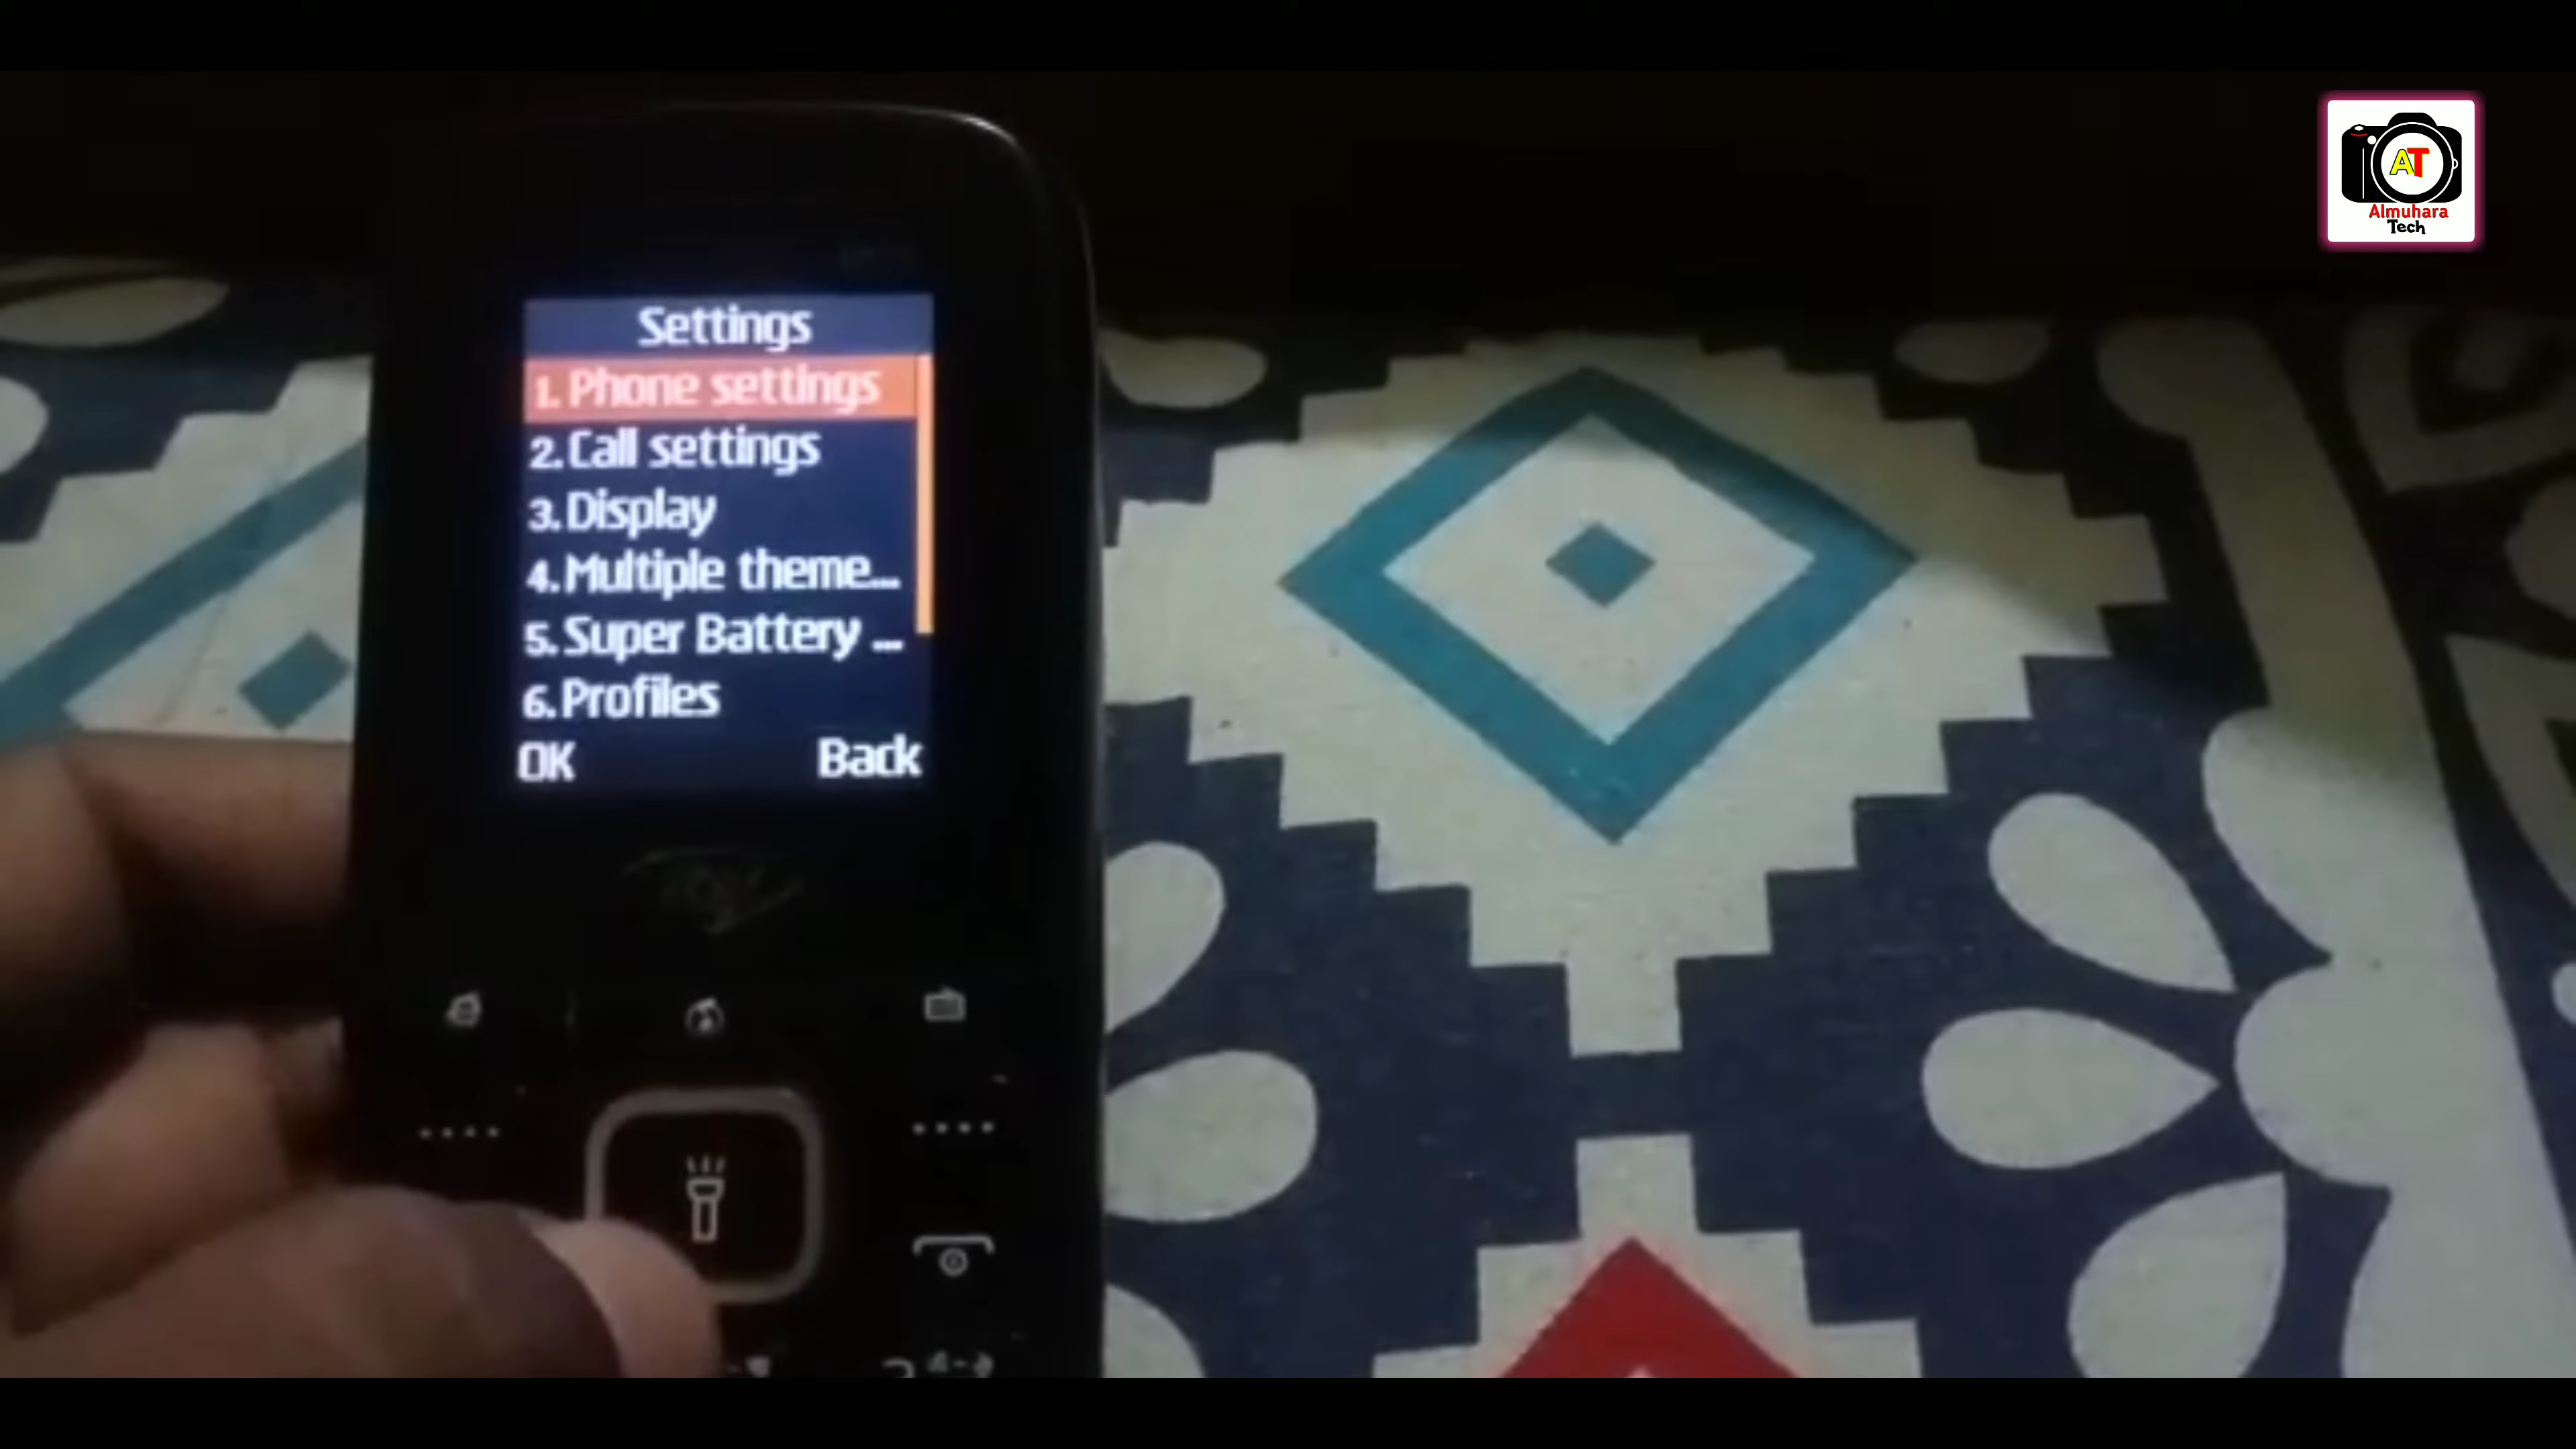 AT
Almuhara
Tech
Settings
1. Phone settings
2. Call settings
3. Display
4. Multiple theme...
5. Super Battery ...
6. Profiles
OK Back
itel